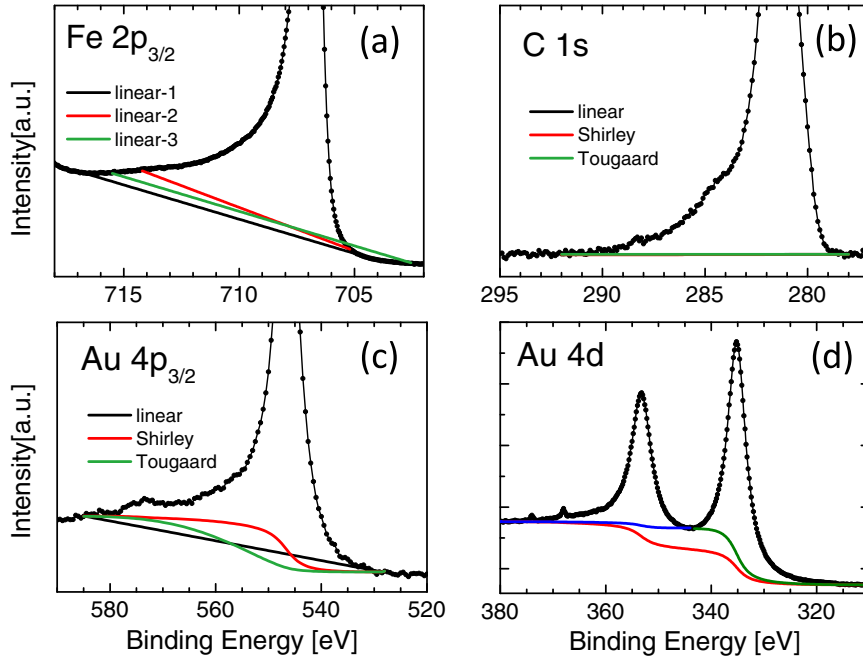 Fe 2p3/2
(a)
linear-1
linear-2
linear-3
Intensity[a.u.]
715
710
705
C 1s
(b)
linear
Shirley
Tougaard
295
290
285
280
Au 4p3/2
(c)
linear
Shirley
Tougaard
Intensity[a.u.]
580
560
540
520
Binding Energy [eV]
Au 4d
(d)
380
360
340
320
Binding Energy [eV]